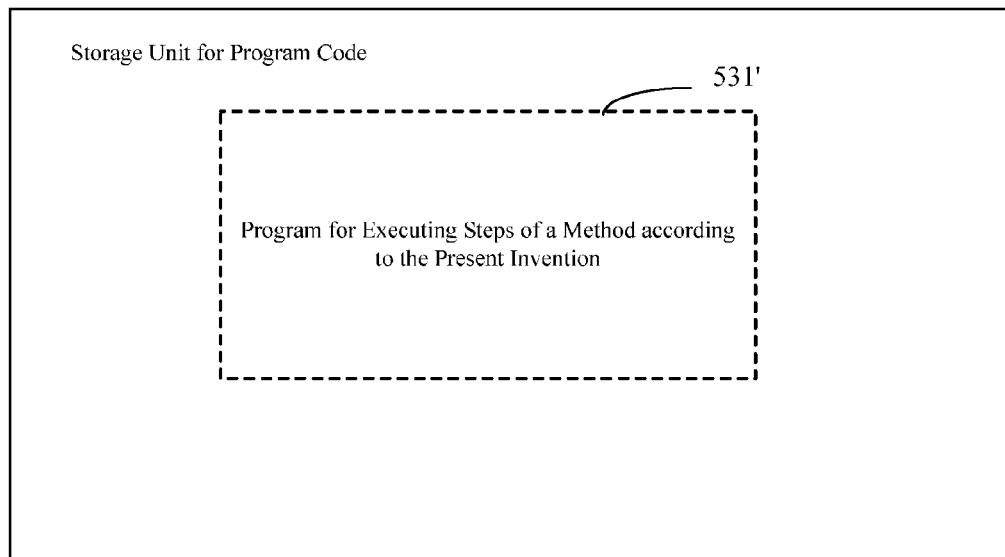 Storage Unit for Program Code
531'
Program for Executing Steps of a Method according
to the Present Invention